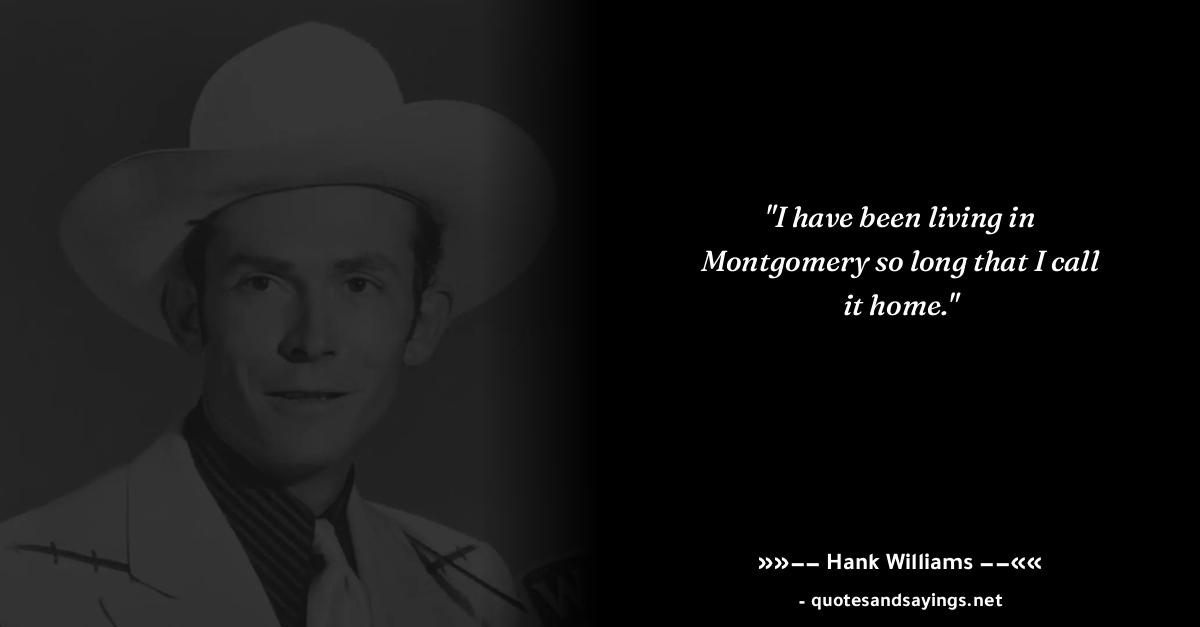 "I have been living in
Montgomery so long that I call
it home."
»»–– Hank Williams ––««
- quotesandsayings.net